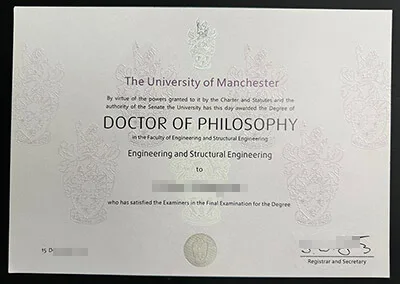 The University of Manchester
By virtue of the powers granted to it by the Charter and Statutes and the
authority of the Senate the University has this day awarded the Degree of
DOCTOR OF PHILOSOPHY
in the Faculty of Engineering and Structural Engineering
Engineering and Structural Engineering
to
who has satisfied the Examiners in the Final Examination for the Degree
15 D
Registrar and Secretary